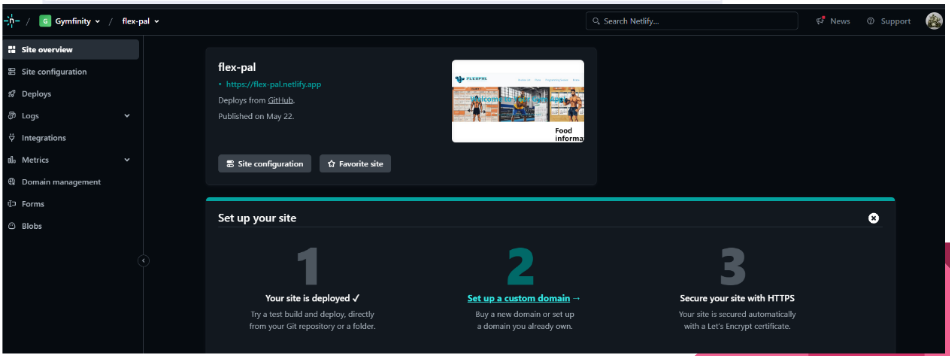 / G Gymfinity / flex-pal
Search Netlify...
News
Support
Site overview
Site configuration
Deploys
Logs
Integrations
Metrics
Domain management
Forms
Blobs
flex-pal
https://flex-pal.netlify.app
Deploys from GitHub.
Published on May 22.
Site configuration
Favorite site
FLEXPAL
Food
informa
Set up your site
1
Your site is deployed ✓
Try a test build and deploy, directly
from your Git repository or a folder.
2
Set up a custom domain →
Buy a new domain or set up
a domain you already own.
3
Secure your site with HTTPS
Your site is secured automatically
with a Let's Encrypt certificate.